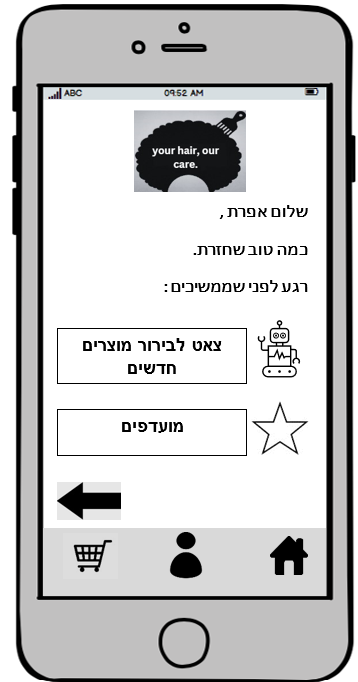 ABC 09:52 AM
your hair, our
care.
שלום אפרת ,
כמה טוב שחזרת.
רגע לפני שממשיכים :
צאט לבירור מוצרים
חדשים
מועדפים